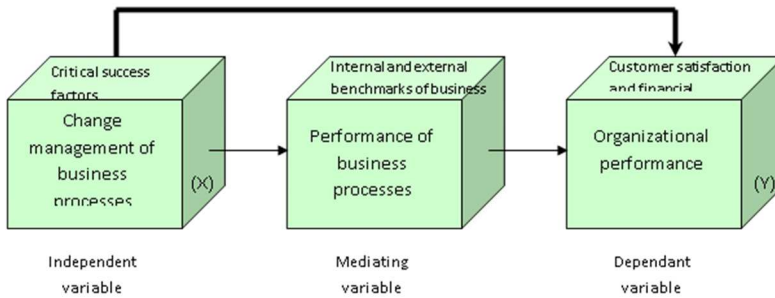 Critical success
factors
Change
management of
business
processes
(X)
Internal and external
benchmarks of business
Performance of
business
processes
Customer satisfaction
and financial
Organizational
performance
(Y)
Independent
variable
Mediating
variable
Dependant
variable